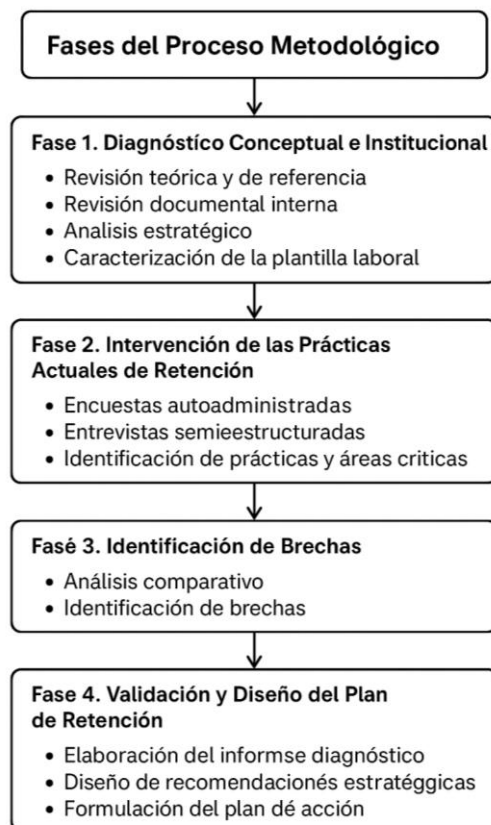 Fases del Proceso Metodológico
Fase 1. Diagnóstíco Conceptual e Institucional
• Revisión teórica y de referencia
• Revisión documental interna
• Analisis estratégico
• Caracterización de la plantilla laboral
Fase 2. Intervención de las Prácticas
Actuales de Retención
• Encuestas autoadministradas
• Entrevistas semieestructuradas
• Identificación de prácticas y áreas criticas
Fasé 3. Identificación de Brechas
• Análisis comparativo
• Identificación de brechas
Fase 4. Validación y Diseño del Plan
de Retención
• Elaboración del informse diagnóstico
• Diseño de recomendacionés estratéggicas
• Formulación del plan dé acción